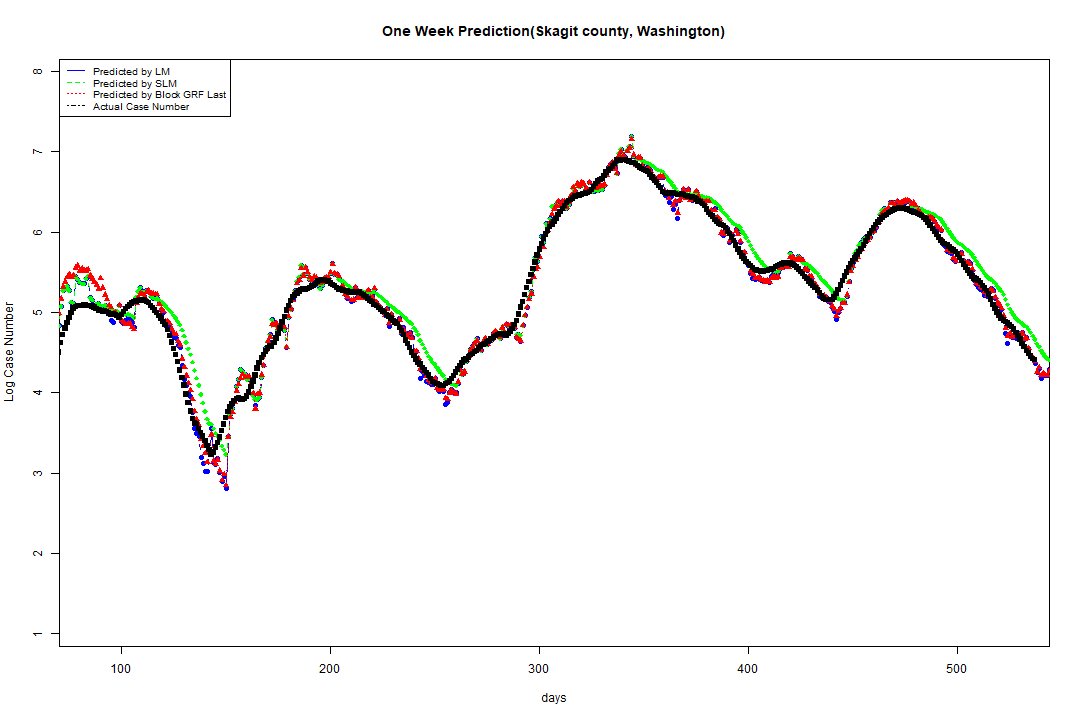 One Week Prediction(Skagit county, Washington)
Predicted by LM
Predicted by SLM
Predicted by Block GRF Last
Actual Case Number
8
7
6
5
4
3
2
1
Log Case Number
100 200 300 400 500
days